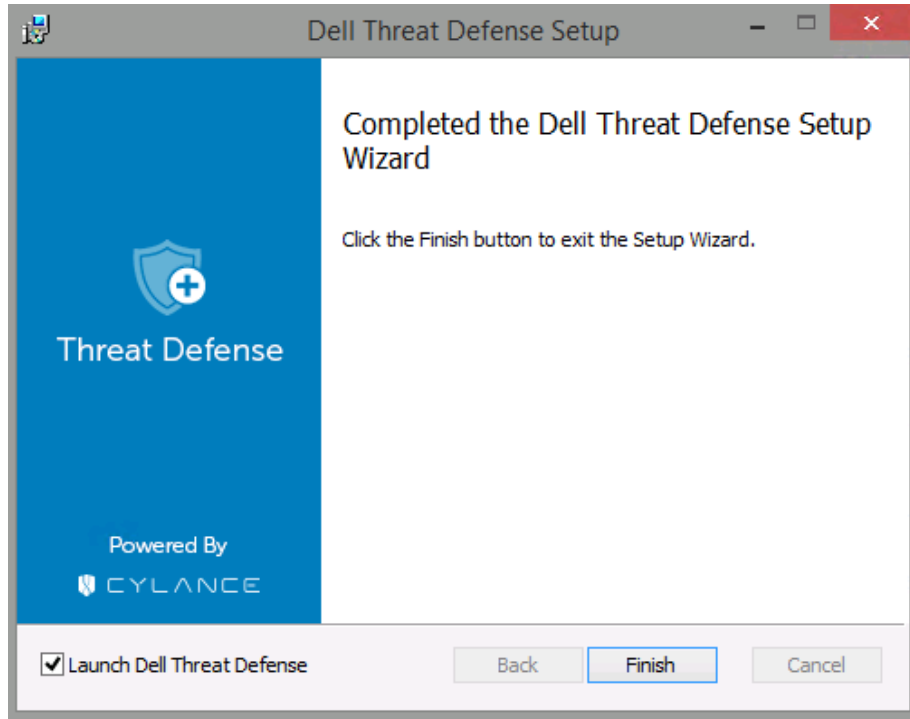 Dell Threat Defense Setup
Completed the Dell Threat Defense Setup
Wizard
Click the Finish button to exit the Setup Wizard.
Threat Defense
Powered By
CYLANCE
Launch Dell Threat Defense
Back
Finish
Cancel